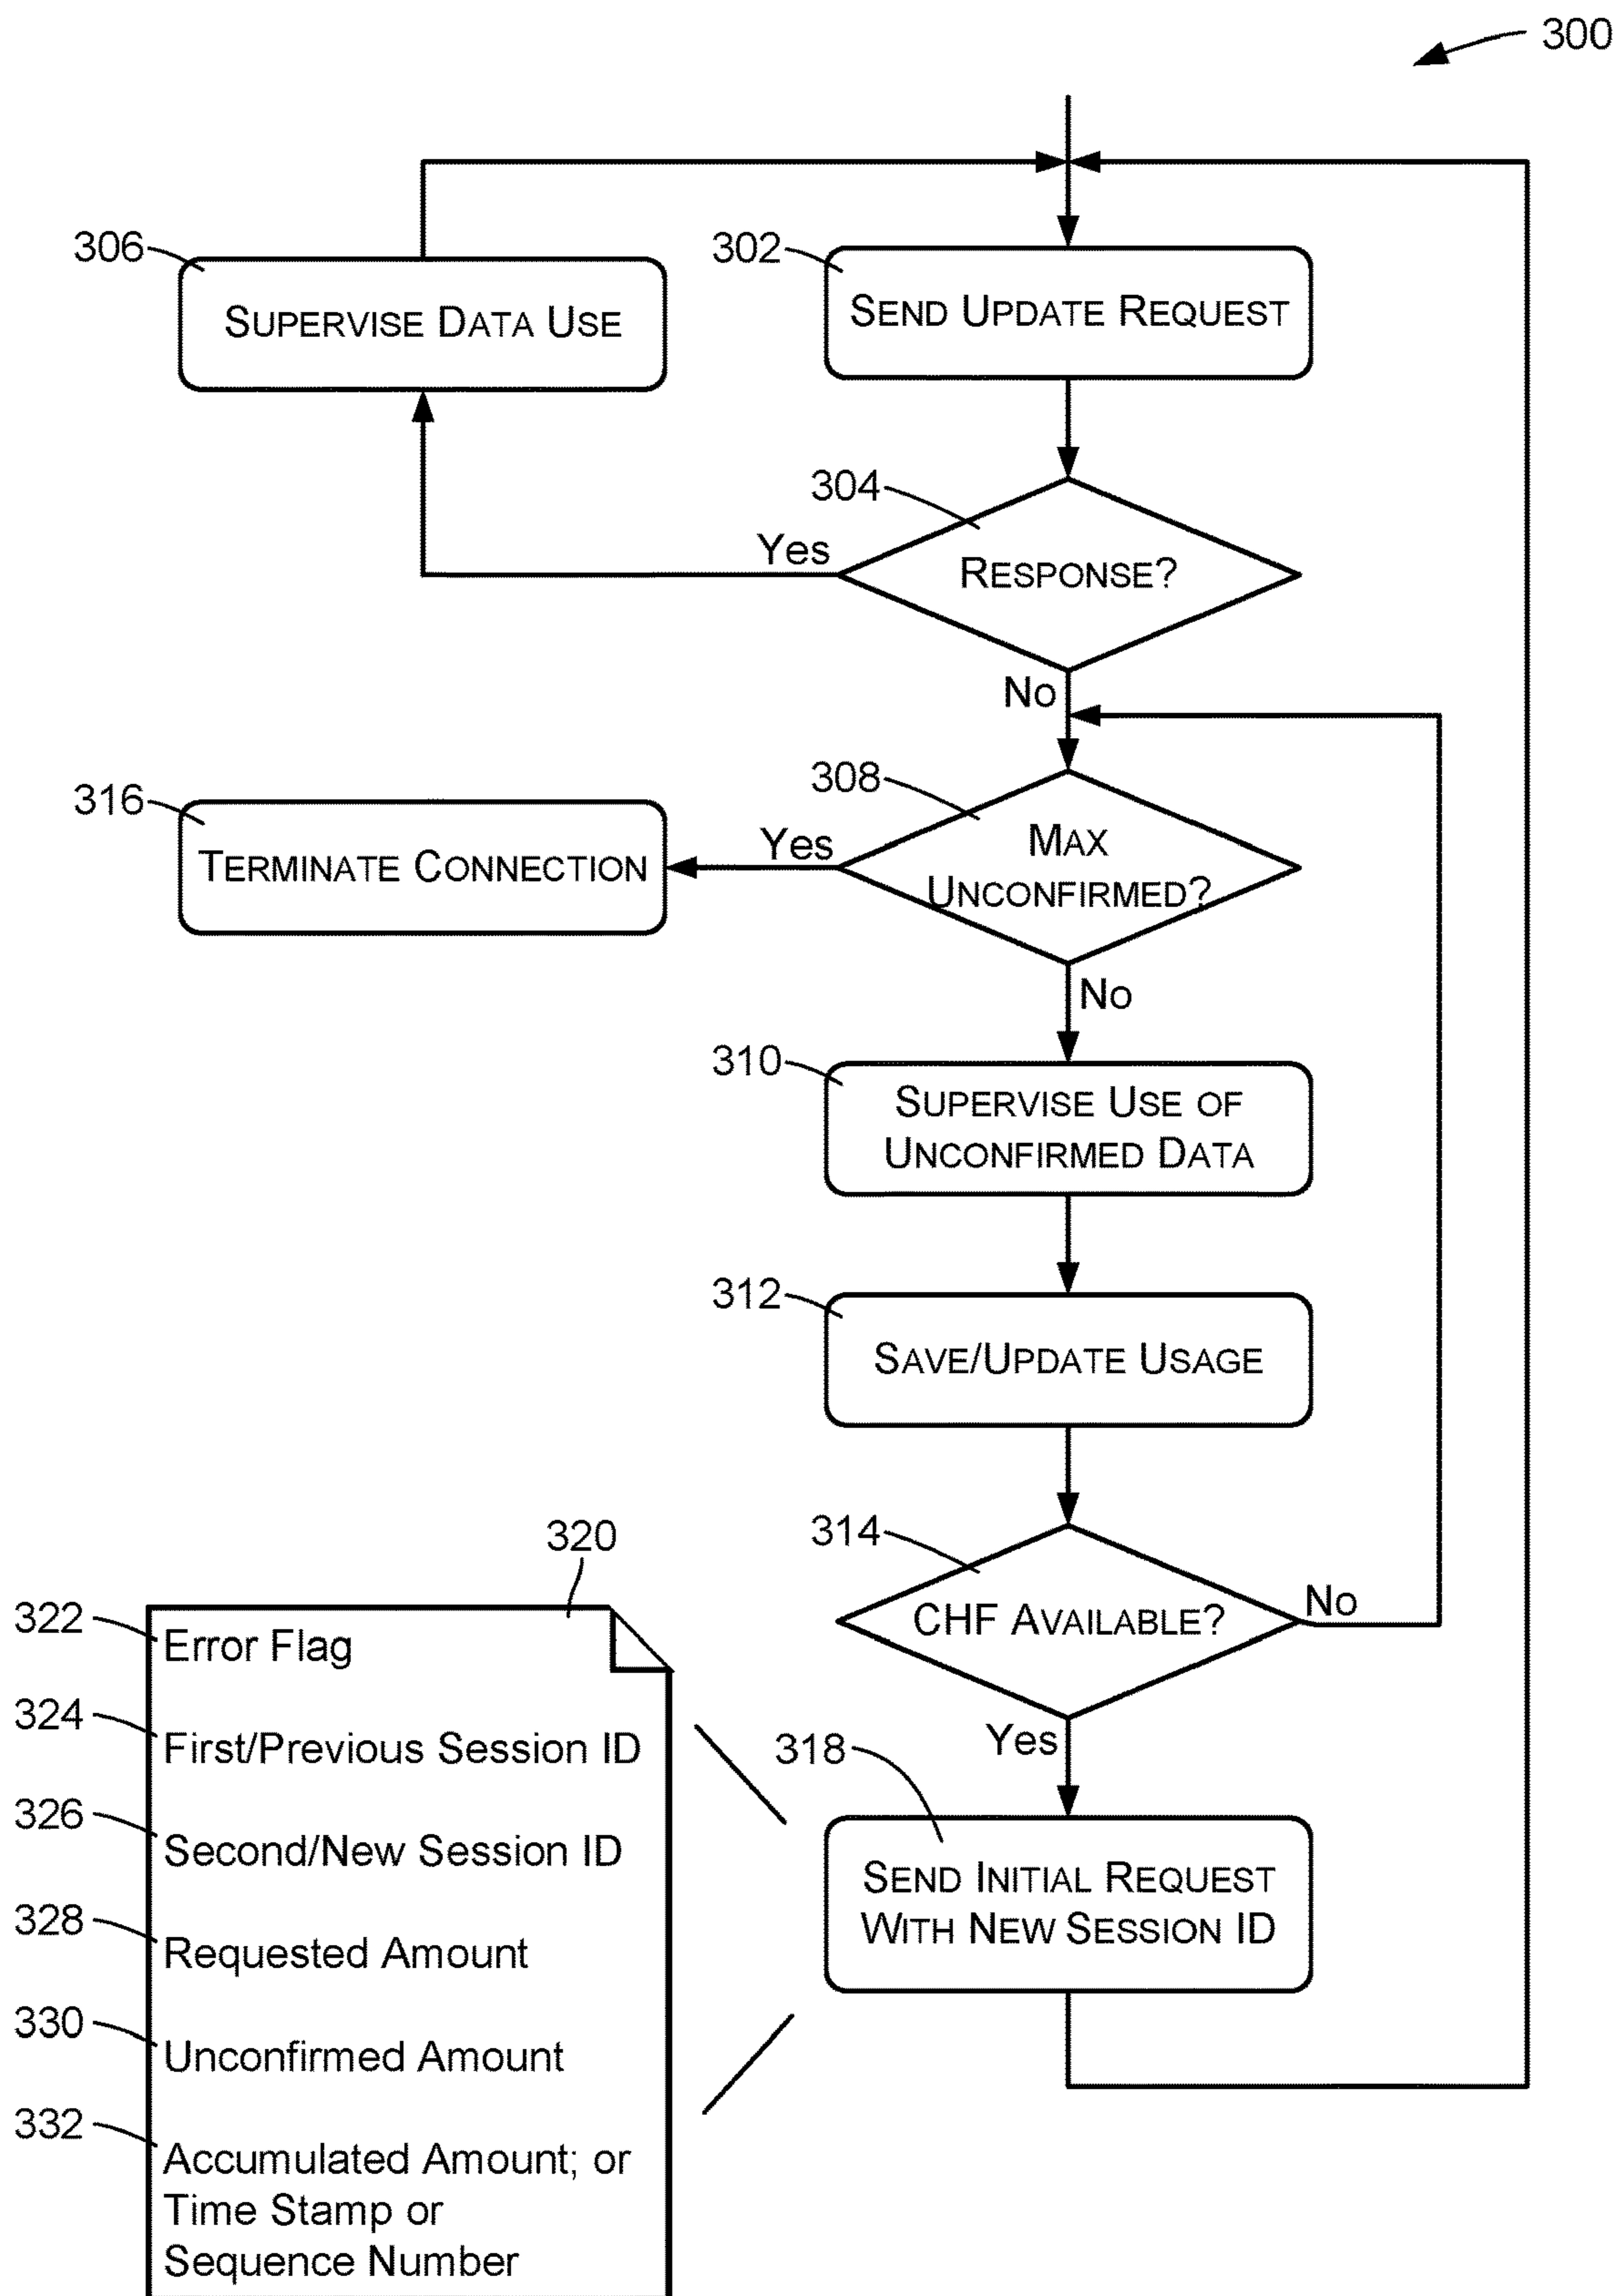 300
306
Supervise Data Use
302
Send Update Request
304
Response?
Yes
No
308
Max
Unconfirmed?
Yes
316
Terminate Connection
No
310
Supervise Use of
Unconfirmed Data
312
Save/Update Usage
314
CHF Available?
No
Yes
318
Send Initial Request
With New Session ID
320
322
Error Flag
324
First/Previous Session ID
326
Second/New Session ID
328
Requested Amount
330
Unconfirmed Amount
332
Accumulated Amount; or
Time Stamp or
Sequence Number